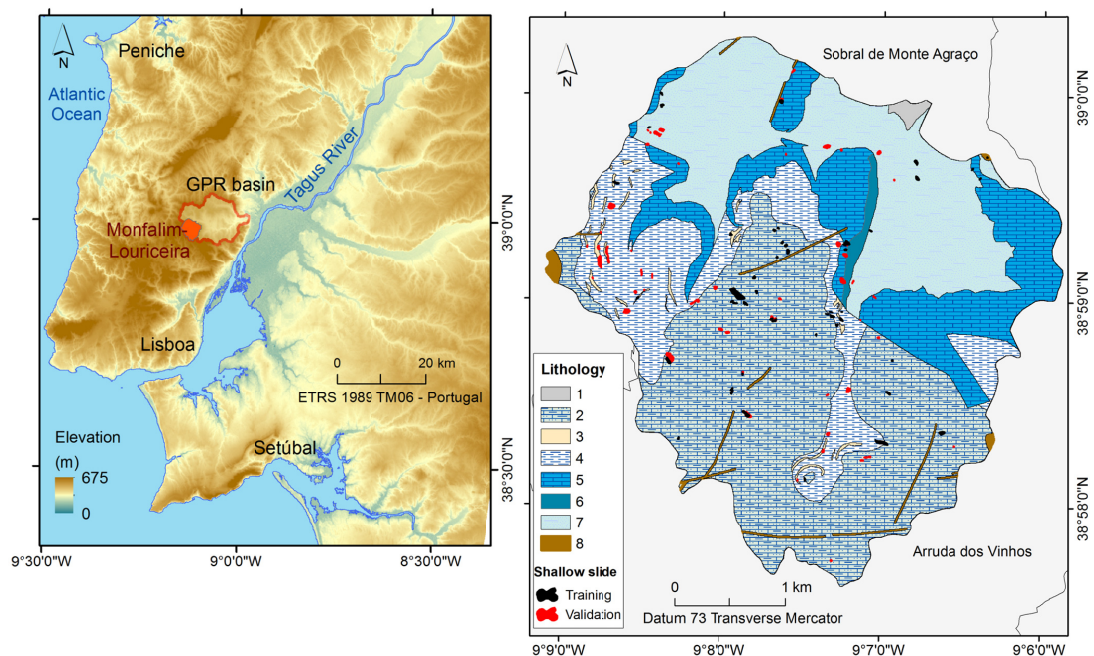 N
Peniche
Atlantic
Ocean
GPR basin
Tagus River
Monfalim-
Louriceira
Lisboa
0 20 km
ETRS 1989 TM06 - Portugal
Elevation
(m)
675
0
Setúbal
39°0'0"N
38°30'0"N
9°30'0"W 9°00'0"W 8°30'0"W
N
Sobral de Monte Agraço
Lithology
1
2
3
4
5
6
7
8
Shallow slide
Training
Validation
0 1 km
Datum 73 Transverse Mercator
Arruda dos Vinhos
39°0'0"N
38°59'0"N
38°58'0"N
9°9'0"W 9°8'0"W 9°7'0"W 9°6'0"W